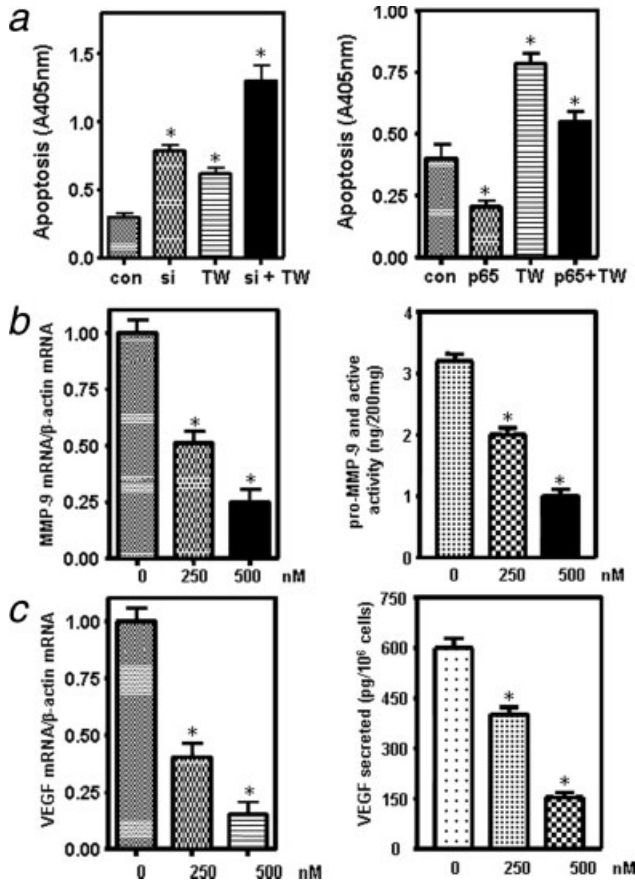 a
Apoptosis (A405nm)
1.5
1.0
0.5
0.0
*
*
*
con si TW si + TW
Apoptosis (A405nm)
0.75
0.50
0.25
0.00
*
*
*
con p65 TW p65+TW
b
MMP-9 mRNA/β-actin mRNA
1.00
0.75
0.50
0.25
0.00
*
*
0 250 500 nM
pro-MMP-9 and active
activity (ng/200mg)
4
3
2
1
0
*
*
0 250 500 nM
c
VEGF mRNA/β-actin mRNA
1.00
0.75
0.50
0.25
0.00
*
*
0 250 500 nM
VEGF secreted (pg/10⁶ cells)
600
450
300
150
0
*
*
0 250 500 nM